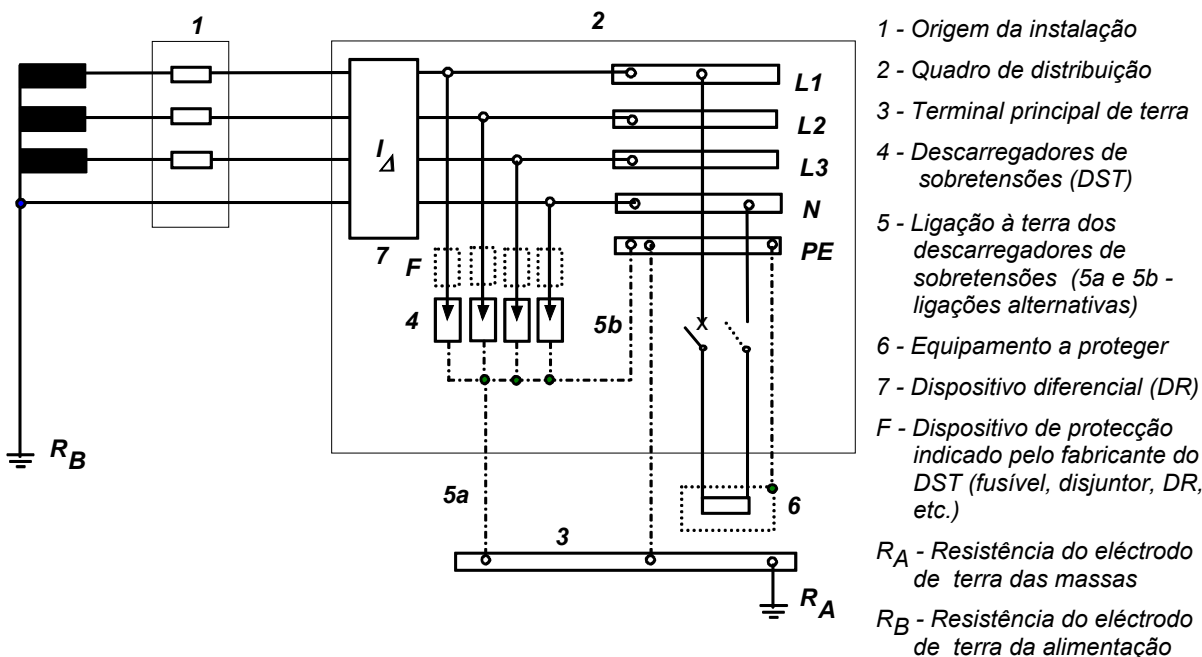 1
2
L1
L2
L3
N
PE
I Δ
7
F
4
5b
5a
6
3
R_B
R_A
1 - Origem da instalação
2 - Quadro de distribuição
3 - Terminal principal de terra
4 - Descarregadores de
sobretensões (DST)
5 - Ligação à terra dos
descarregadores de
sobretensões (5a e 5b -
ligações alternativas)
6 - Equipamento a proteger
7 - Dispositivo diferencial (DR)
F - Dispositivo de protecção
indicado pelo fabricante do
DST (fusível, disjuntor, DR,
etc.)
R_A - Resistência do eléctrodo
de terra das massas
R_B - Resistência do eléctrodo
de terra da alimentação